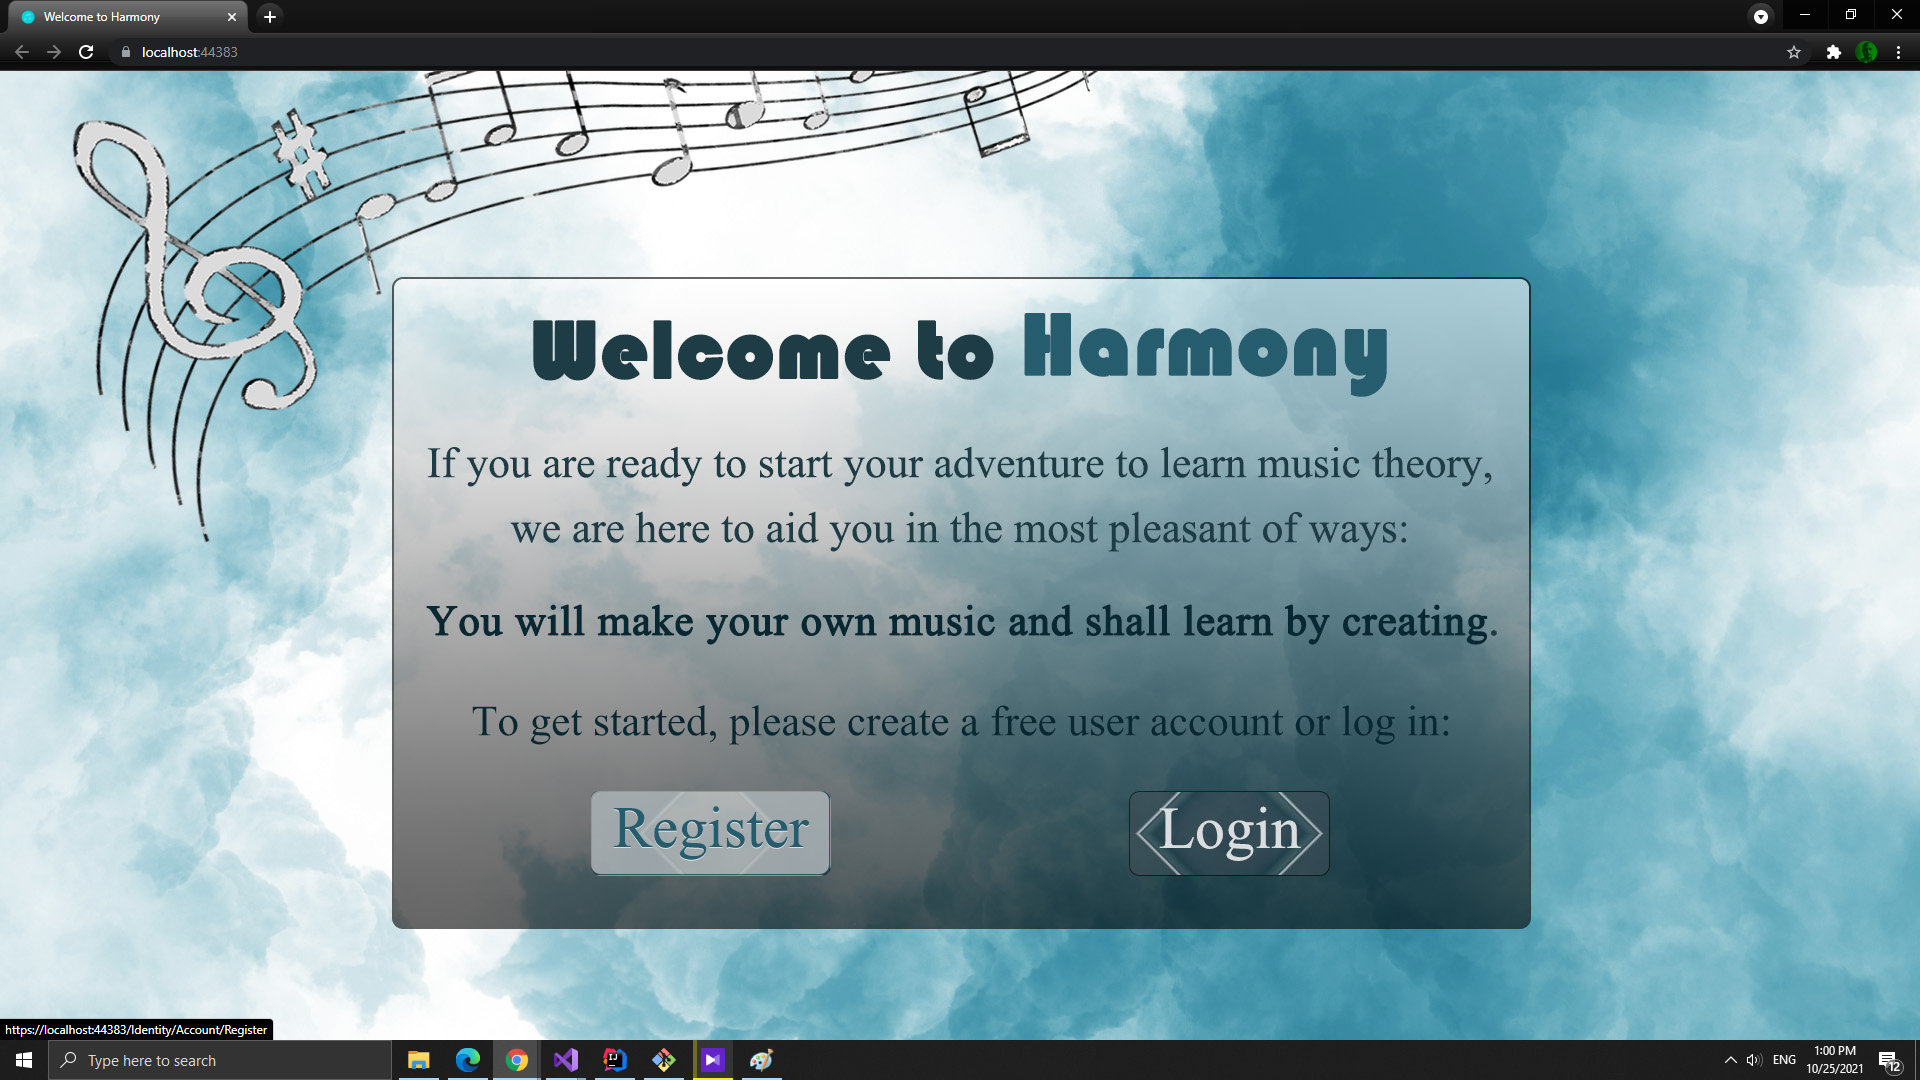 Welcome to Harmony
localhost:44383
Welcome to Harmony
If you are ready to start your adventure to learn music theory,
we are here to aid you in the most pleasant of ways:
You will make your own music and shall learn by creating.
To get started, please create a free user account or log in:
Register
Login
https://localhost:44383/Identity/Account/Register
Type here to search
IJ
ENG
1:00 PM
10/25/2021
12